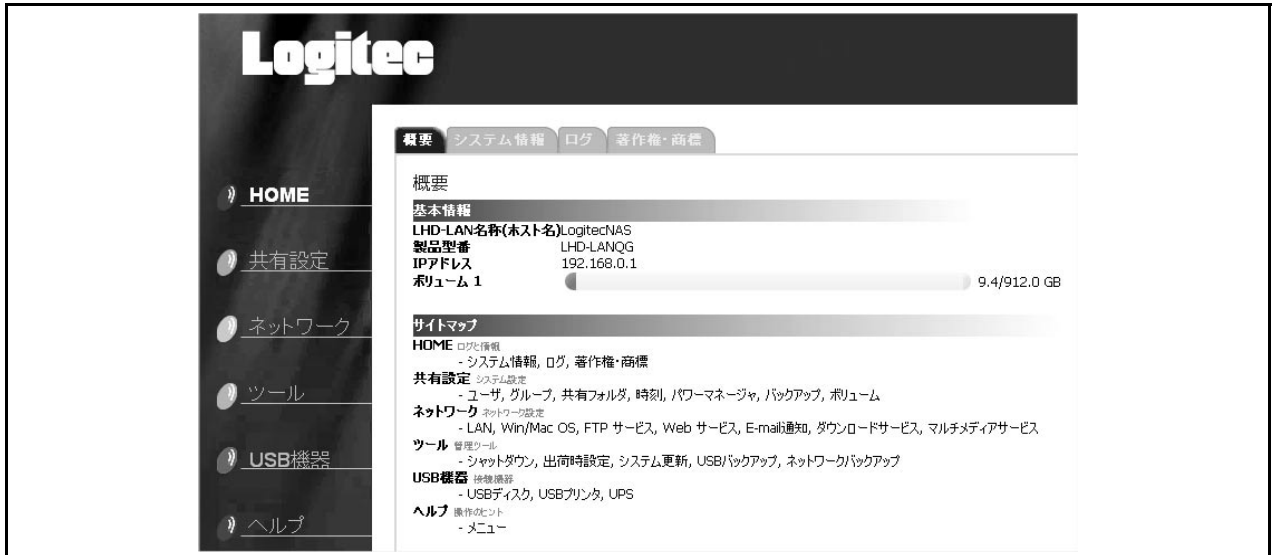 Logitec
概要 システム情報 ログ 著作権・商標
HOME
共有設定
ネットワーク
ツール
USB機器
ヘルプ
概要
基本情報
LHD-LAN名称(ホスト名)LogitecNAS
製品型番 LHD-LANQG
IPアドレス 192.168.0.1
ボリューム 1 9.4/912.0 GB
サイトマップ
HOME ログと情報
- システム情報, ログ, 著作権・商標
共有設定 システム設定
- ユーザ, グループ, 共有フォルダ, 時刻, パワーマネージャ, バックアップ, ボリューム
ネットワーク ネットワーク設定
- LAN, Win/Mac OS, FTP サービス, Web サービス, E-mail通知, ダウンロードサービス, マルチメディアサービス
ツール 管理ツール
- シャットダウン, 出荷時設定, システム更新, USBバックアップ, ネットワークバックアップ
USB機器 接続機器
- USBディスク, USBプリンタ, UPS
ヘルプ 操作のヒント
- メニュー